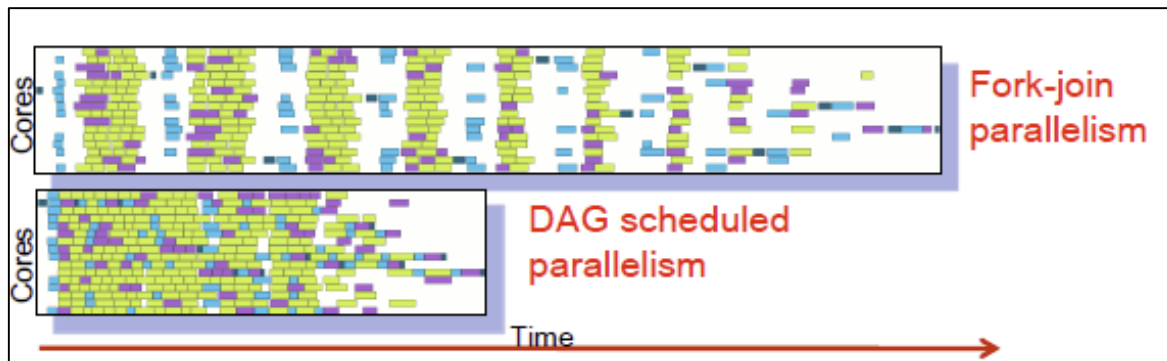 Cores
Fork-join
parallelism
Cores
DAG scheduled
parallelism
Time